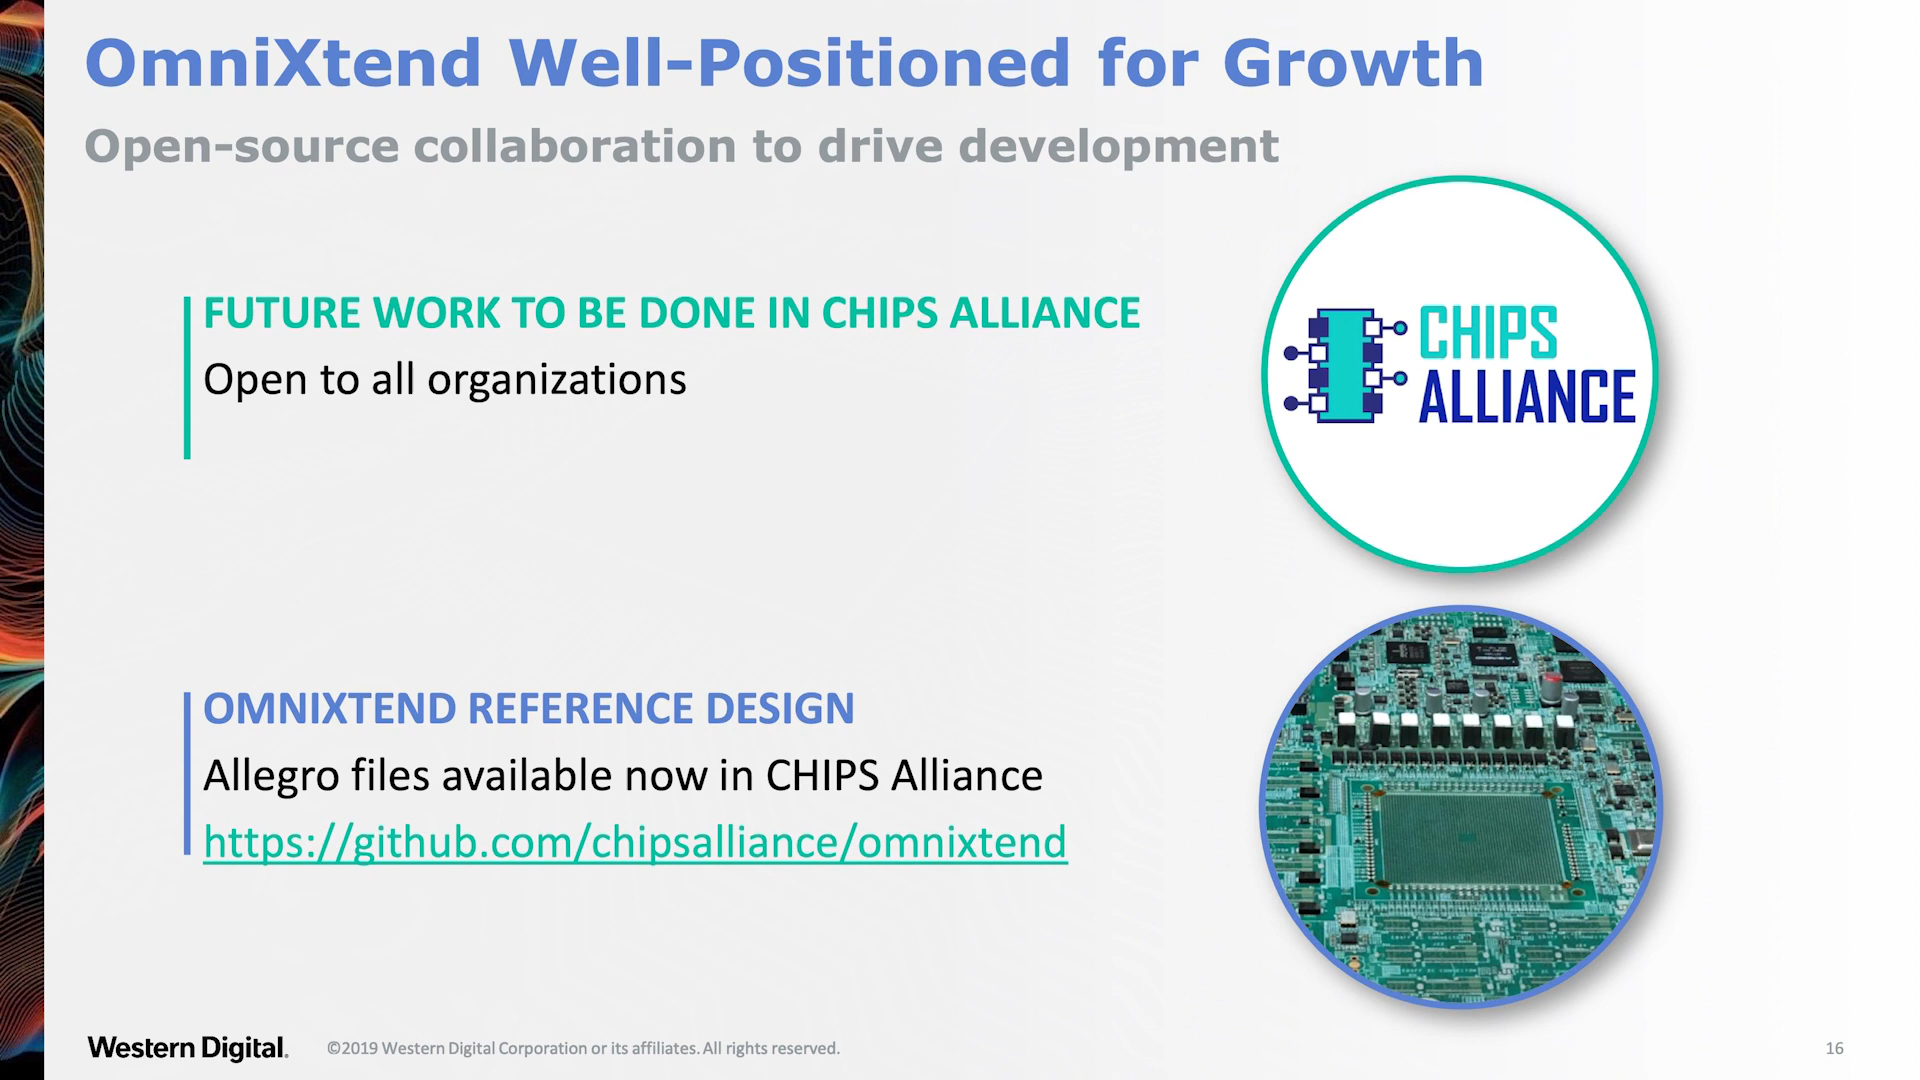 OmniXtend Well-Positioned for Growth
Open-source collaboration to drive development
FUTURE WORK TO BE DONE IN CHIPS ALLIANCE
Open to all organizations
CHIPS
ALLIANCE
OMNIXTEND REFERENCE DESIGN
Allegro files available now in CHIPS Alliance
https://github.com/chipsalliance/omnixtend
Western Digital.
©2019 Western Digital Corporation or its affiliates. All rights reserved.
16